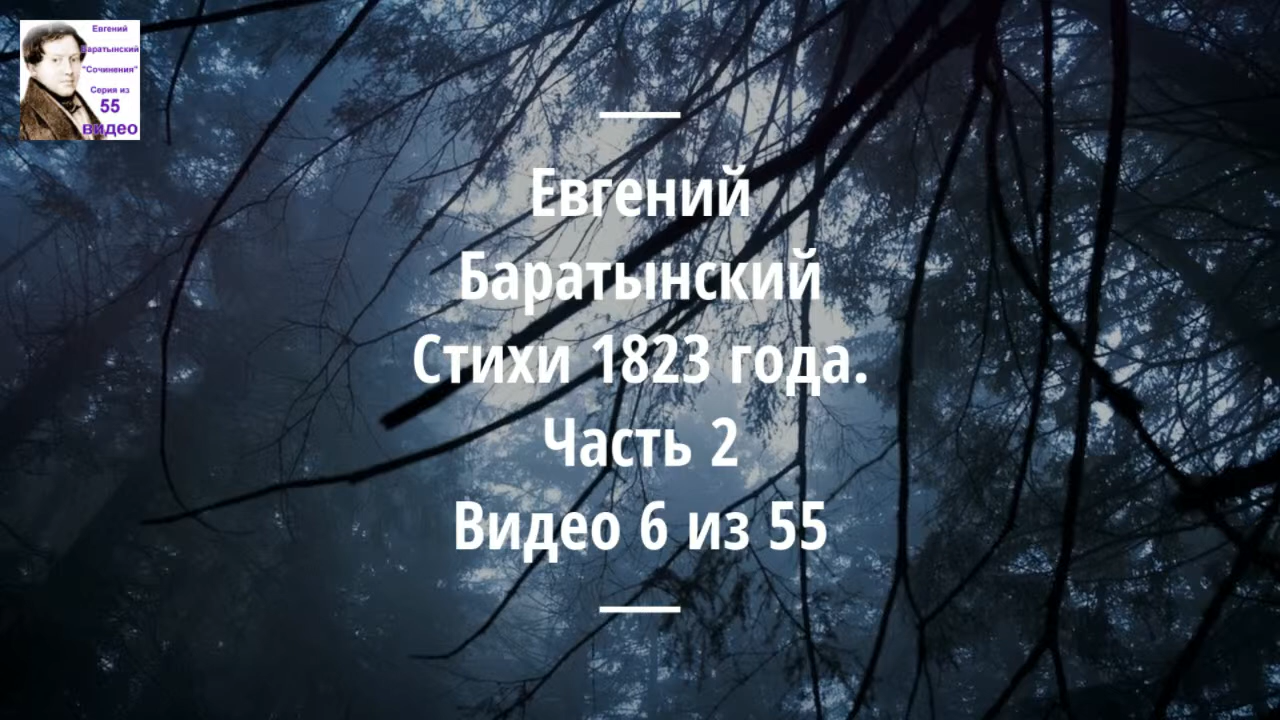 Евгений
Баратынский
"Сочинения"
Серия из
55
видео
Евгений
Баратынский
Стихи 1823 года.
Часть 2
Видео 6 из 55